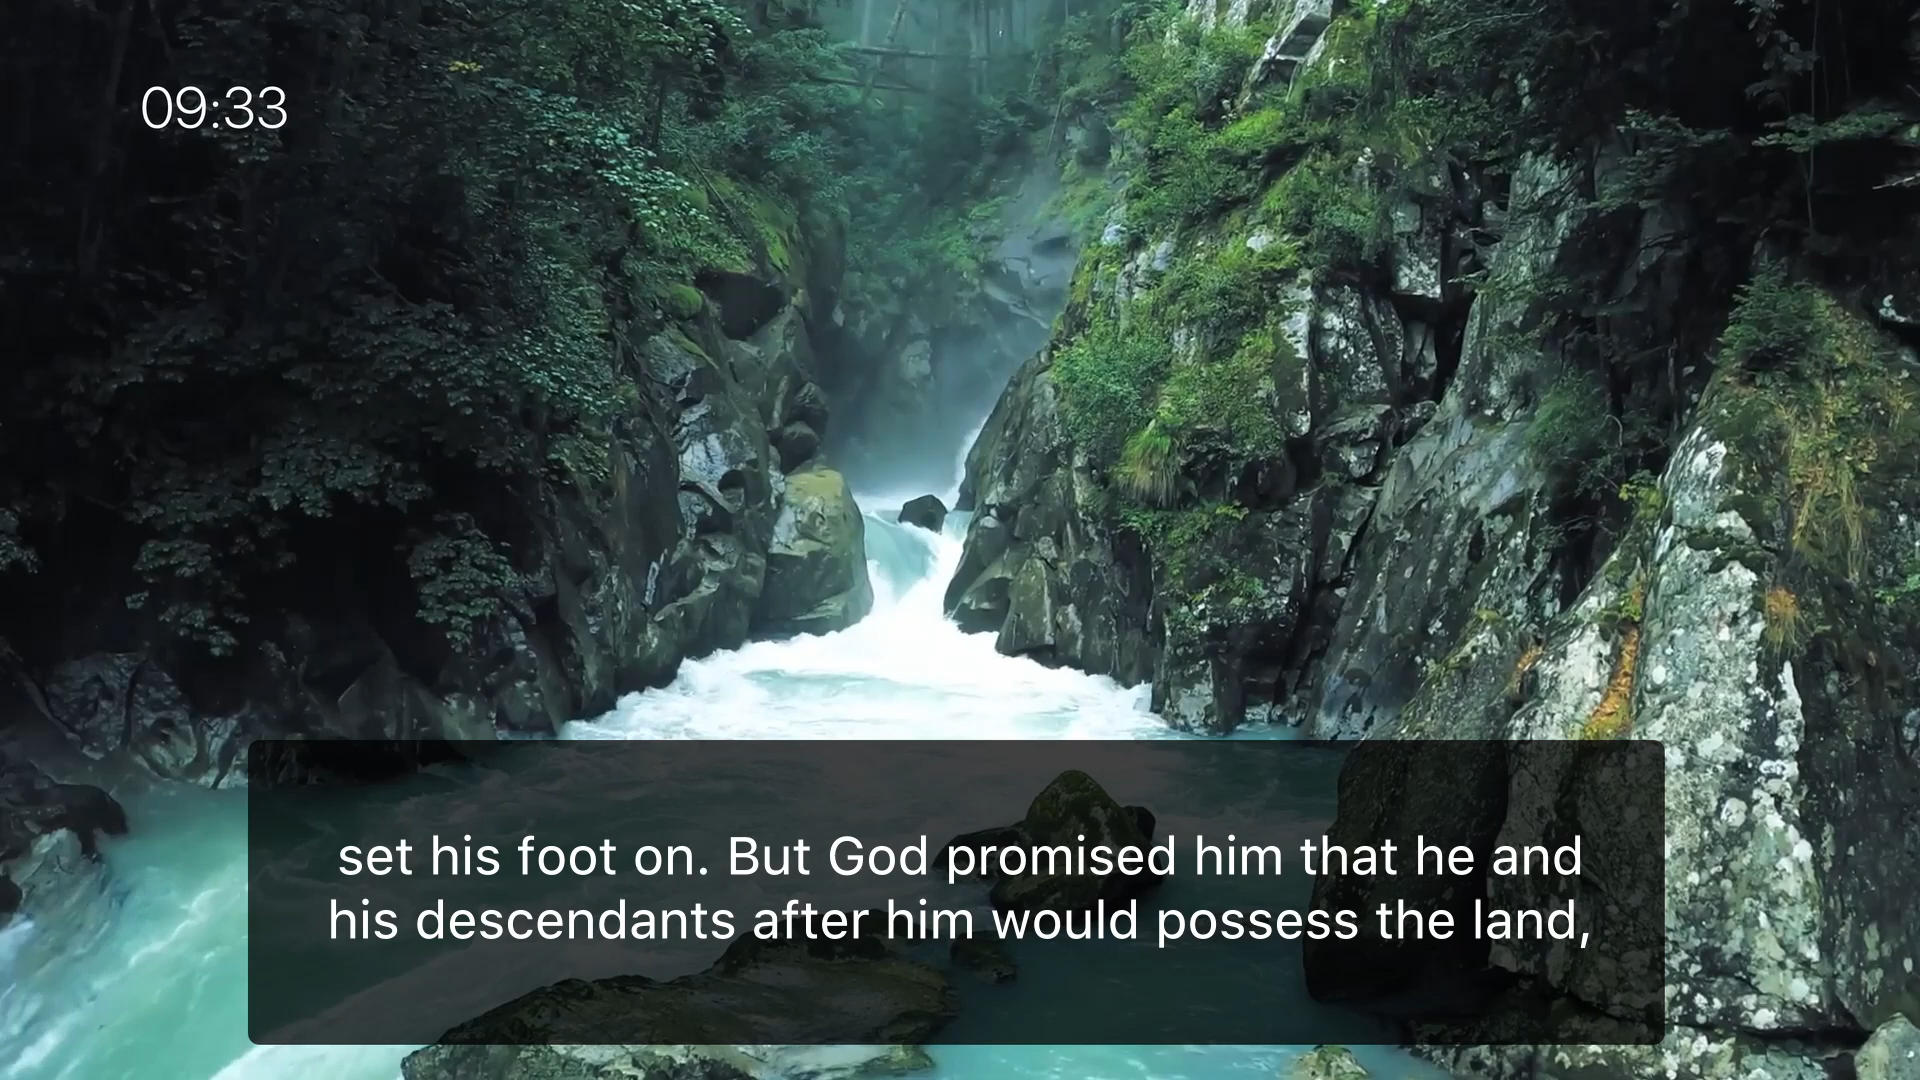 09:33
set his foot on. But God promised him that he and
his descendants after him would possess the land,